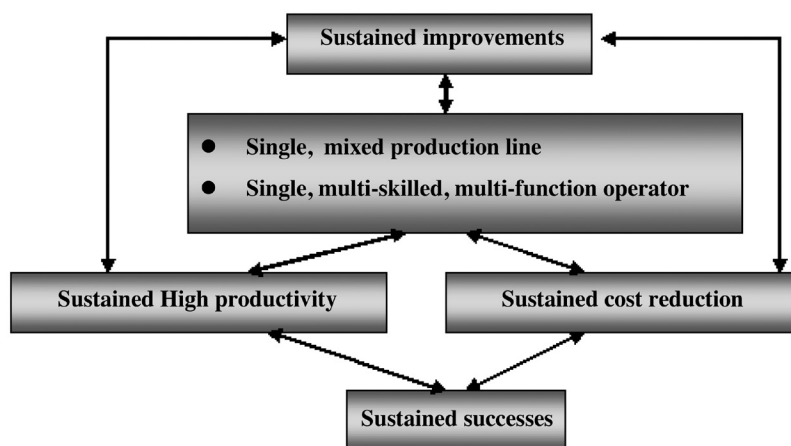 Sustained improvements
● Single, mixed production line
● Single, multi-skilled, multi-function operator
Sustained High productivity
Sustained cost reduction
Sustained successes